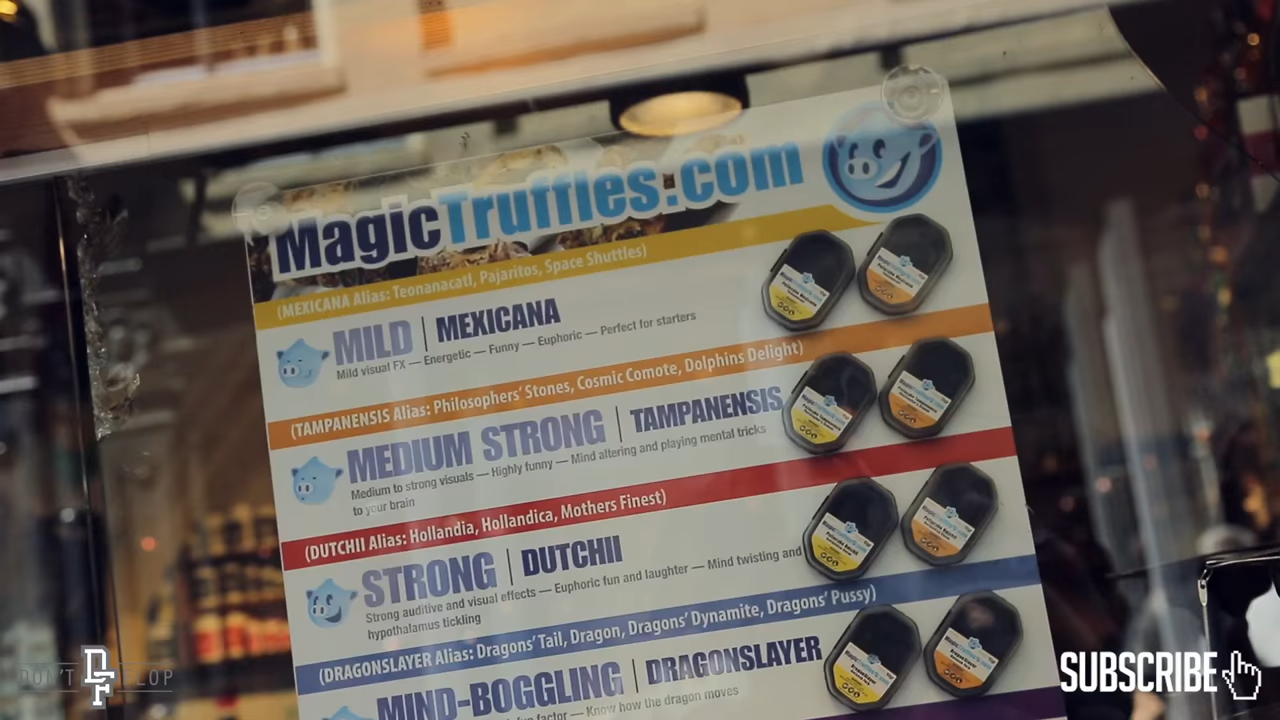 MagicTruffles.com
(MEXICANA Alias: Teonanacatl, Pajaritos, Space Shuttles)
MILD | MEXICANA
Mild visual FX — Energetic — Funny — Euphoric — Perfect for starters
(TAMPANENSIS Alias: Philosophers' Stones, Cosmic Comote, Dolphins Delight)
MEDIUM STRONG | TAMPANENSIS
Medium to strong visuals — Highly funny — Mind altering and playing mental tricks
to your brain
(DUTCHII Alias: Hollandia, Hollandica, Mothers Finest)
STRONG | DUTCHII
Strong auditive and visual effects — Euphoric fun and laughter — Mind twisting and
hypothalamus tickling
(DRAGONSLAYER Alias: Dragons' Tail, Dragon, Dragons' Dynamite, Dragons' Pussy)
MIND-BOGGLING | DRAGONSLAYER
factor — Know how the dragon moves
DON'T FLOP
DF
SUBSCRIBE